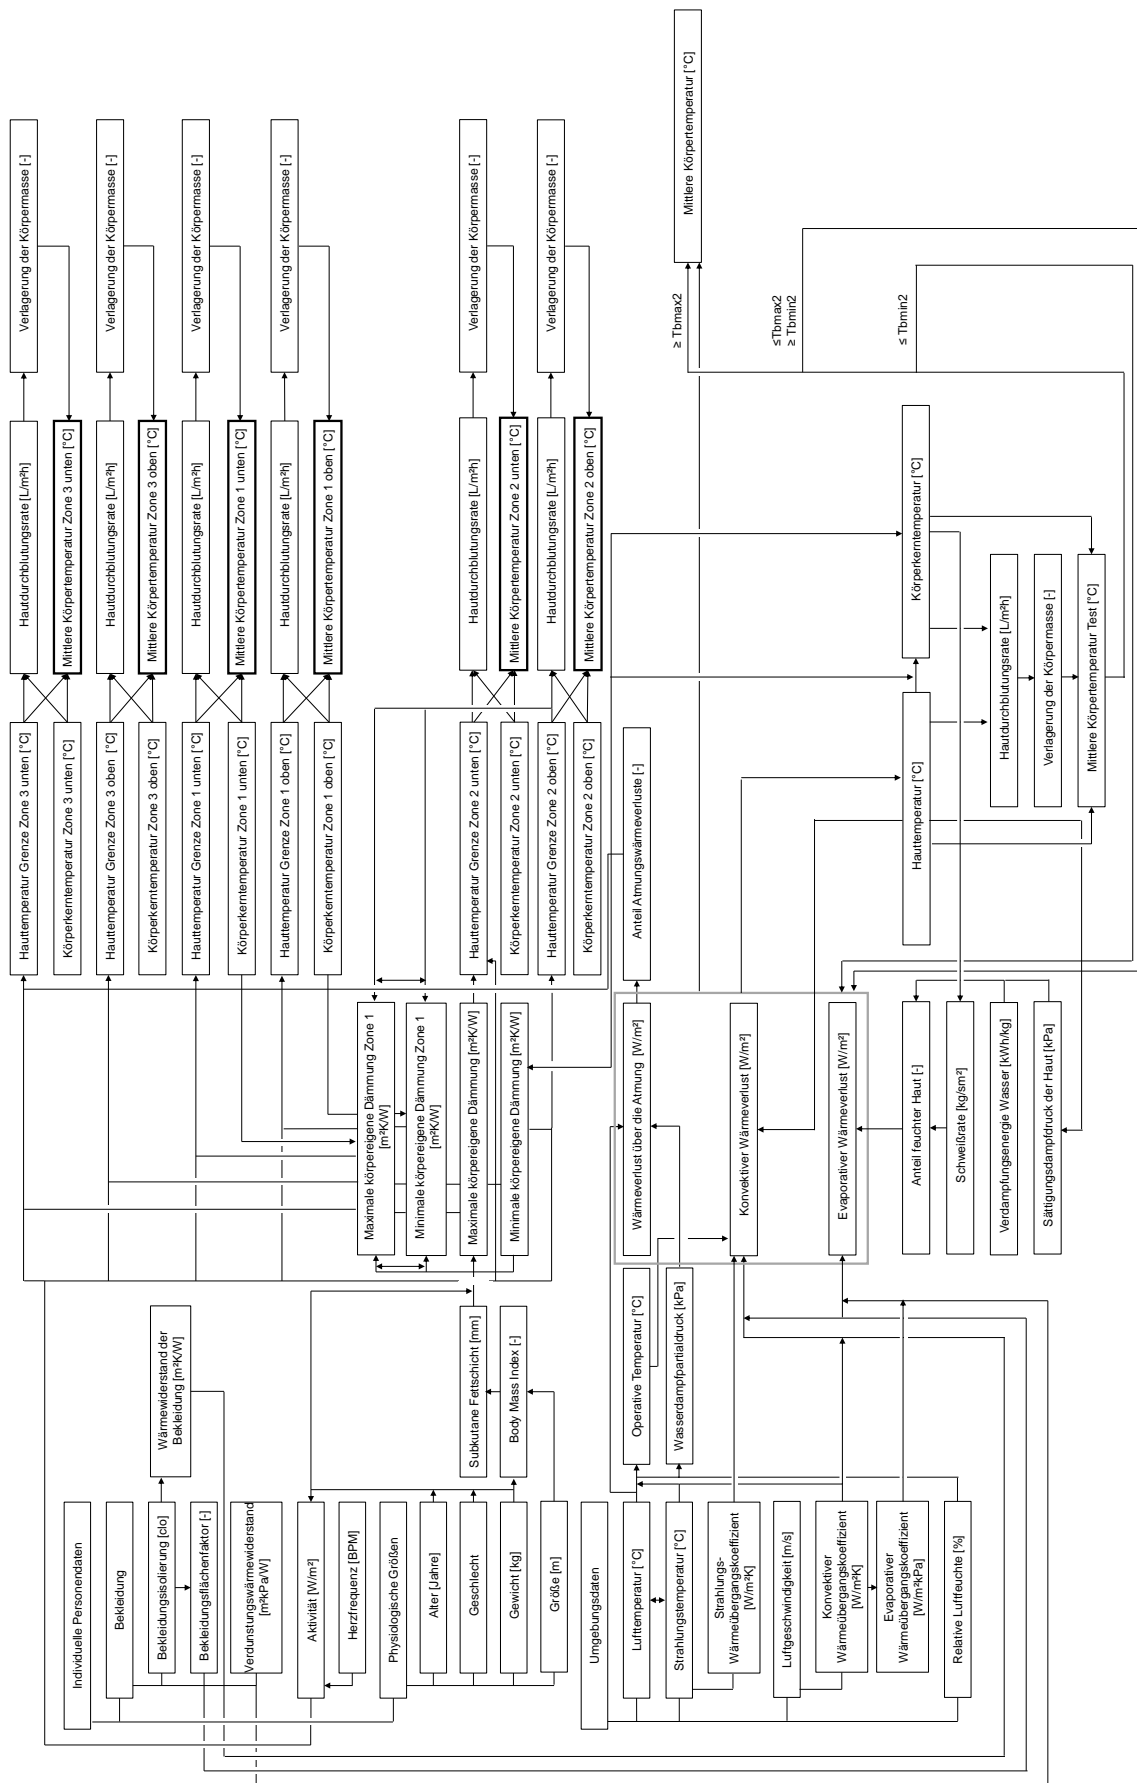 Individuelle Personendaten
Bekleidung
Bekleidungsisolierung [clo]
Bekleidungsflächenfaktor [-]
Verdunstungswärmewiderstand
[m²kPa/W]
Aktivität [W/m²]
Herzfrequenz [BPM]
Physiologische Größen
Alter [Jahre]
Geschlecht
Gewicht [kg]
Größe [m]
Umgebungsdaten
Lufttemperatur [°C]
Strahlungstemperatur [°C]
Strahlungs-
Wärmeübergangskoeffizient
[W/m²K]
Luftgeschwindigkeit [m/s]
Konvektiver
Wärmeübergangskoeffizient
[W/m²K]
Evaporativer
Wärmeübergangskoeffizient
[W/m²kPa]
Relative Luftfeuchte [%]
Wärmewiderstand der
Bekleidung [m²K/W]
Subkutane Fettschicht [mm]
Body Mass Index [-]
Operative Temperatur [°C]
Wasserdampfpartialdruck [kPa]
Maximale körpereigene Dämmung Zone 1
[m²K/W]
Minimale körpereigene Dämmung Zone 1
[m²K/W]
Maximale körpereigene Dämmung [m²K/W]
Minimale körpereigene Dämmung [m²K/W]
Wärmeverlust über die Atmung [W/m²]
Konvektiver Wärmeverlust [W/m²]
Evaporativer Wärmeverlust [W/m²]
Anteil feuchter Haut [-]
Schweißrate [kg/sm²]
Verdampfungsenergie Wasser [kWh/kg]
Sättigungsdampfdruck der Haut [kPa]
Hauttemperatur Grenze Zone 3 unten [°C]
Körperkerntemperatur Zone 3 unten [°C]
Hauttemperatur Grenze Zone 3 oben [°C]
Körperkerntemperatur Zone 3 oben [°C]
Hauttemperatur Grenze Zone 1 unten [°C]
Körperkerntemperatur Zone 1 unten [°C]
Hauttemperatur Grenze Zone 1 oben [°C]
Körperkerntemperatur Zone 1 oben [°C]
Hauttemperatur Grenze Zone 2 unten [°C]
Körperkerntemperatur Zone 2 unten [°C]
Hauttemperatur Grenze Zone 2 oben [°C]
Körperkerntemperatur Zone 2 oben [°C]
Anteil Atmungswärmeverluste [-]
Hauttemperatur [°C]
Hautdurchblutungsrate [L/m²h]
Mittlere Körpertemperatur Zone 3 unten [°C]
Hautdurchblutungsrate [L/m²h]
Mittlere Körpertemperatur Zone 3 oben [°C]
Hautdurchblutungsrate [L/m²h]
Mittlere Körpertemperatur Zone 1 unten [°C]
Hautdurchblutungsrate [L/m²h]
Mittlere Körpertemperatur Zone 1 oben [°C]
Hautdurchblutungsrate [L/m²h]
Mittlere Körpertemperatur Zone 2 unten [°C]
Hautdurchblutungsrate [L/m²h]
Mittlere Körpertemperatur Zone 2 oben [°C]
Körperkerntemperatur [°C]
Hautdurchblutungsrate [L/m²h]
Verlagerung der Körpermasse [-]
Mittlere Körpertemperatur Test [°C]
Verlagerung der Körpermasse [-]
Verlagerung der Körpermasse [-]
Verlagerung der Körpermasse [-]
Verlagerung der Körpermasse [-]
Verlagerung der Körpermasse [-]
Verlagerung der Körpermasse [-]
≥ Tbmax2
≤Tbmax2
≥ Tbmin2
≤ Tbmin2
Mittlere Körpertemperatur [°C]